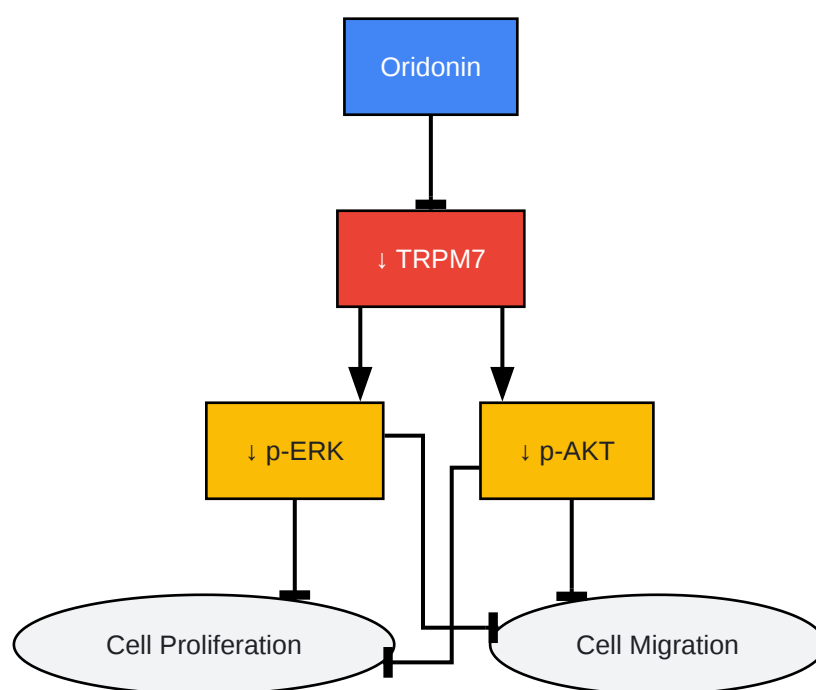 Oridonin
↓ TRPM7
↓ p-ERK
↓ p-AKT
Cell Proliferation
Cell Migration